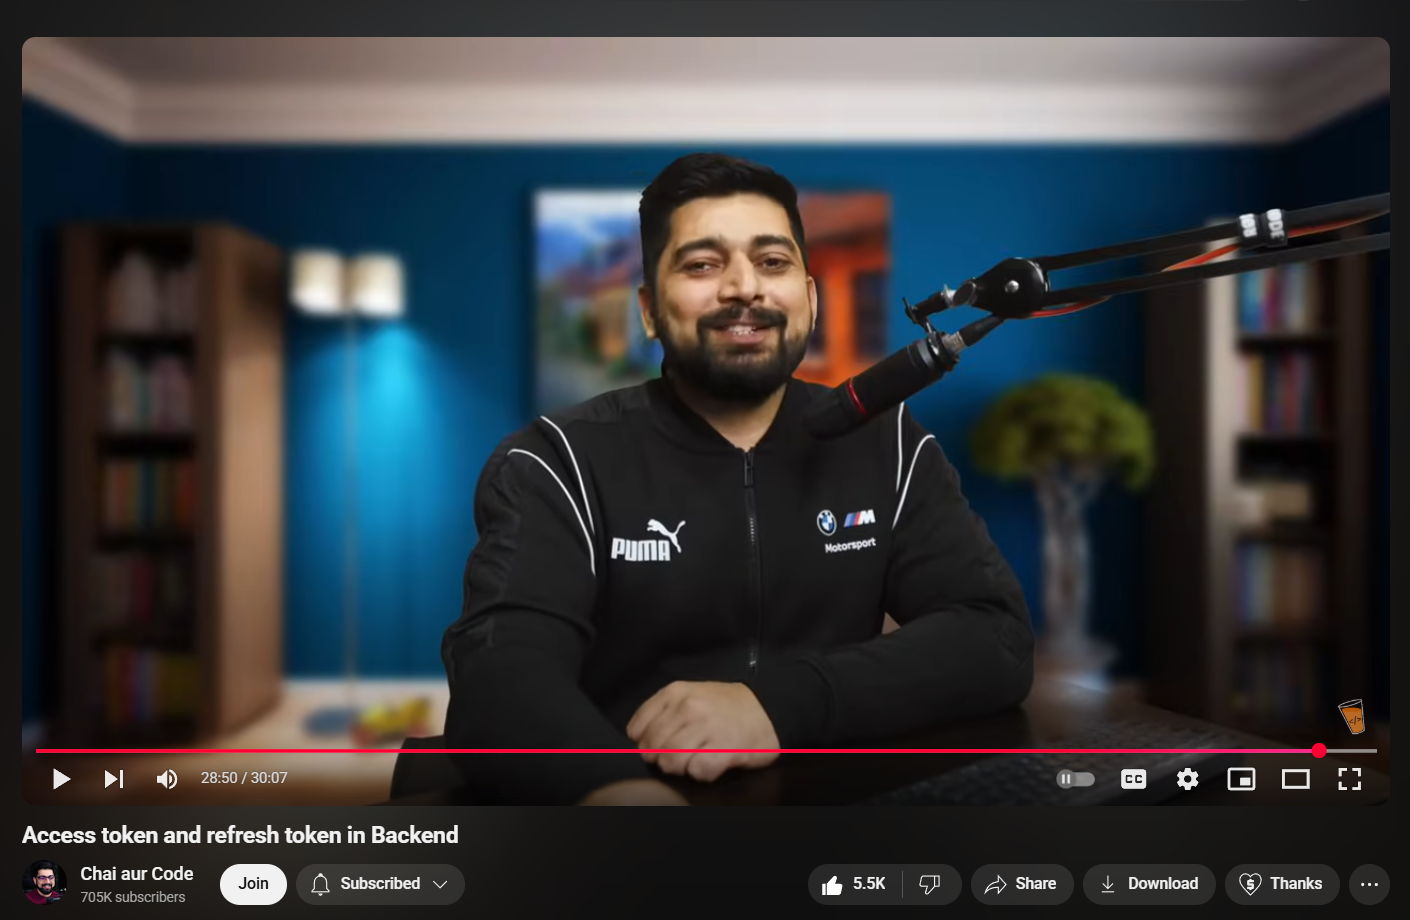 PUMA
M
Motorsport
</>
28:50 / 30:07
CC
Access token and refresh token in Backend
Chai aur Code
705K subscribers
Join
Subscribed
5.5K
Share
Download
Thanks